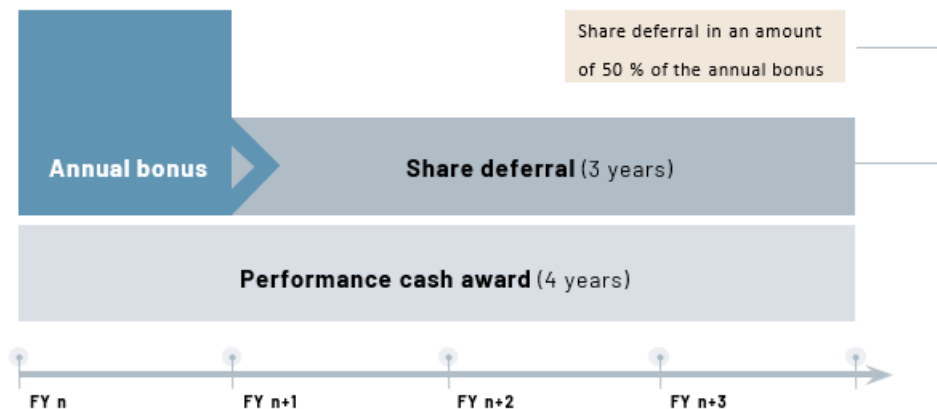 Share deferral in an amount
of 50 % of the annual bonus
Annual bonus
Share deferral (3 years)
Performance cash award (4 years)
FY n
FY n+1
FY n+2
FY n+3